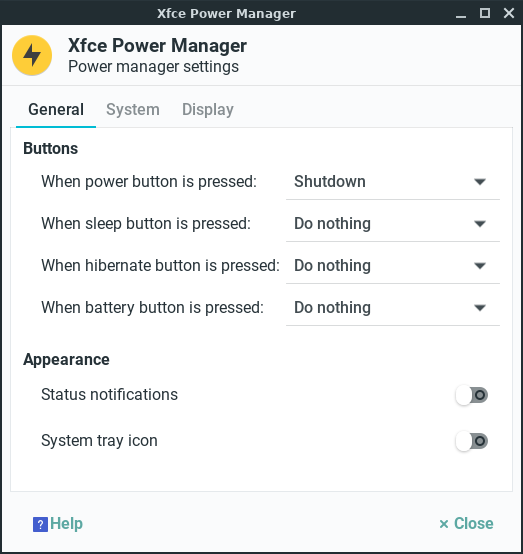 Xfce Power Manager
Xfce Power Manager
Power manager settings
General System Display
Buttons
When power button is pressed: Shutdown
When sleep button is pressed: Do nothing
When hibernate button is pressed: Do nothing
When battery button is pressed: Do nothing
Appearance
Status notifications
System tray icon
? Help × Close